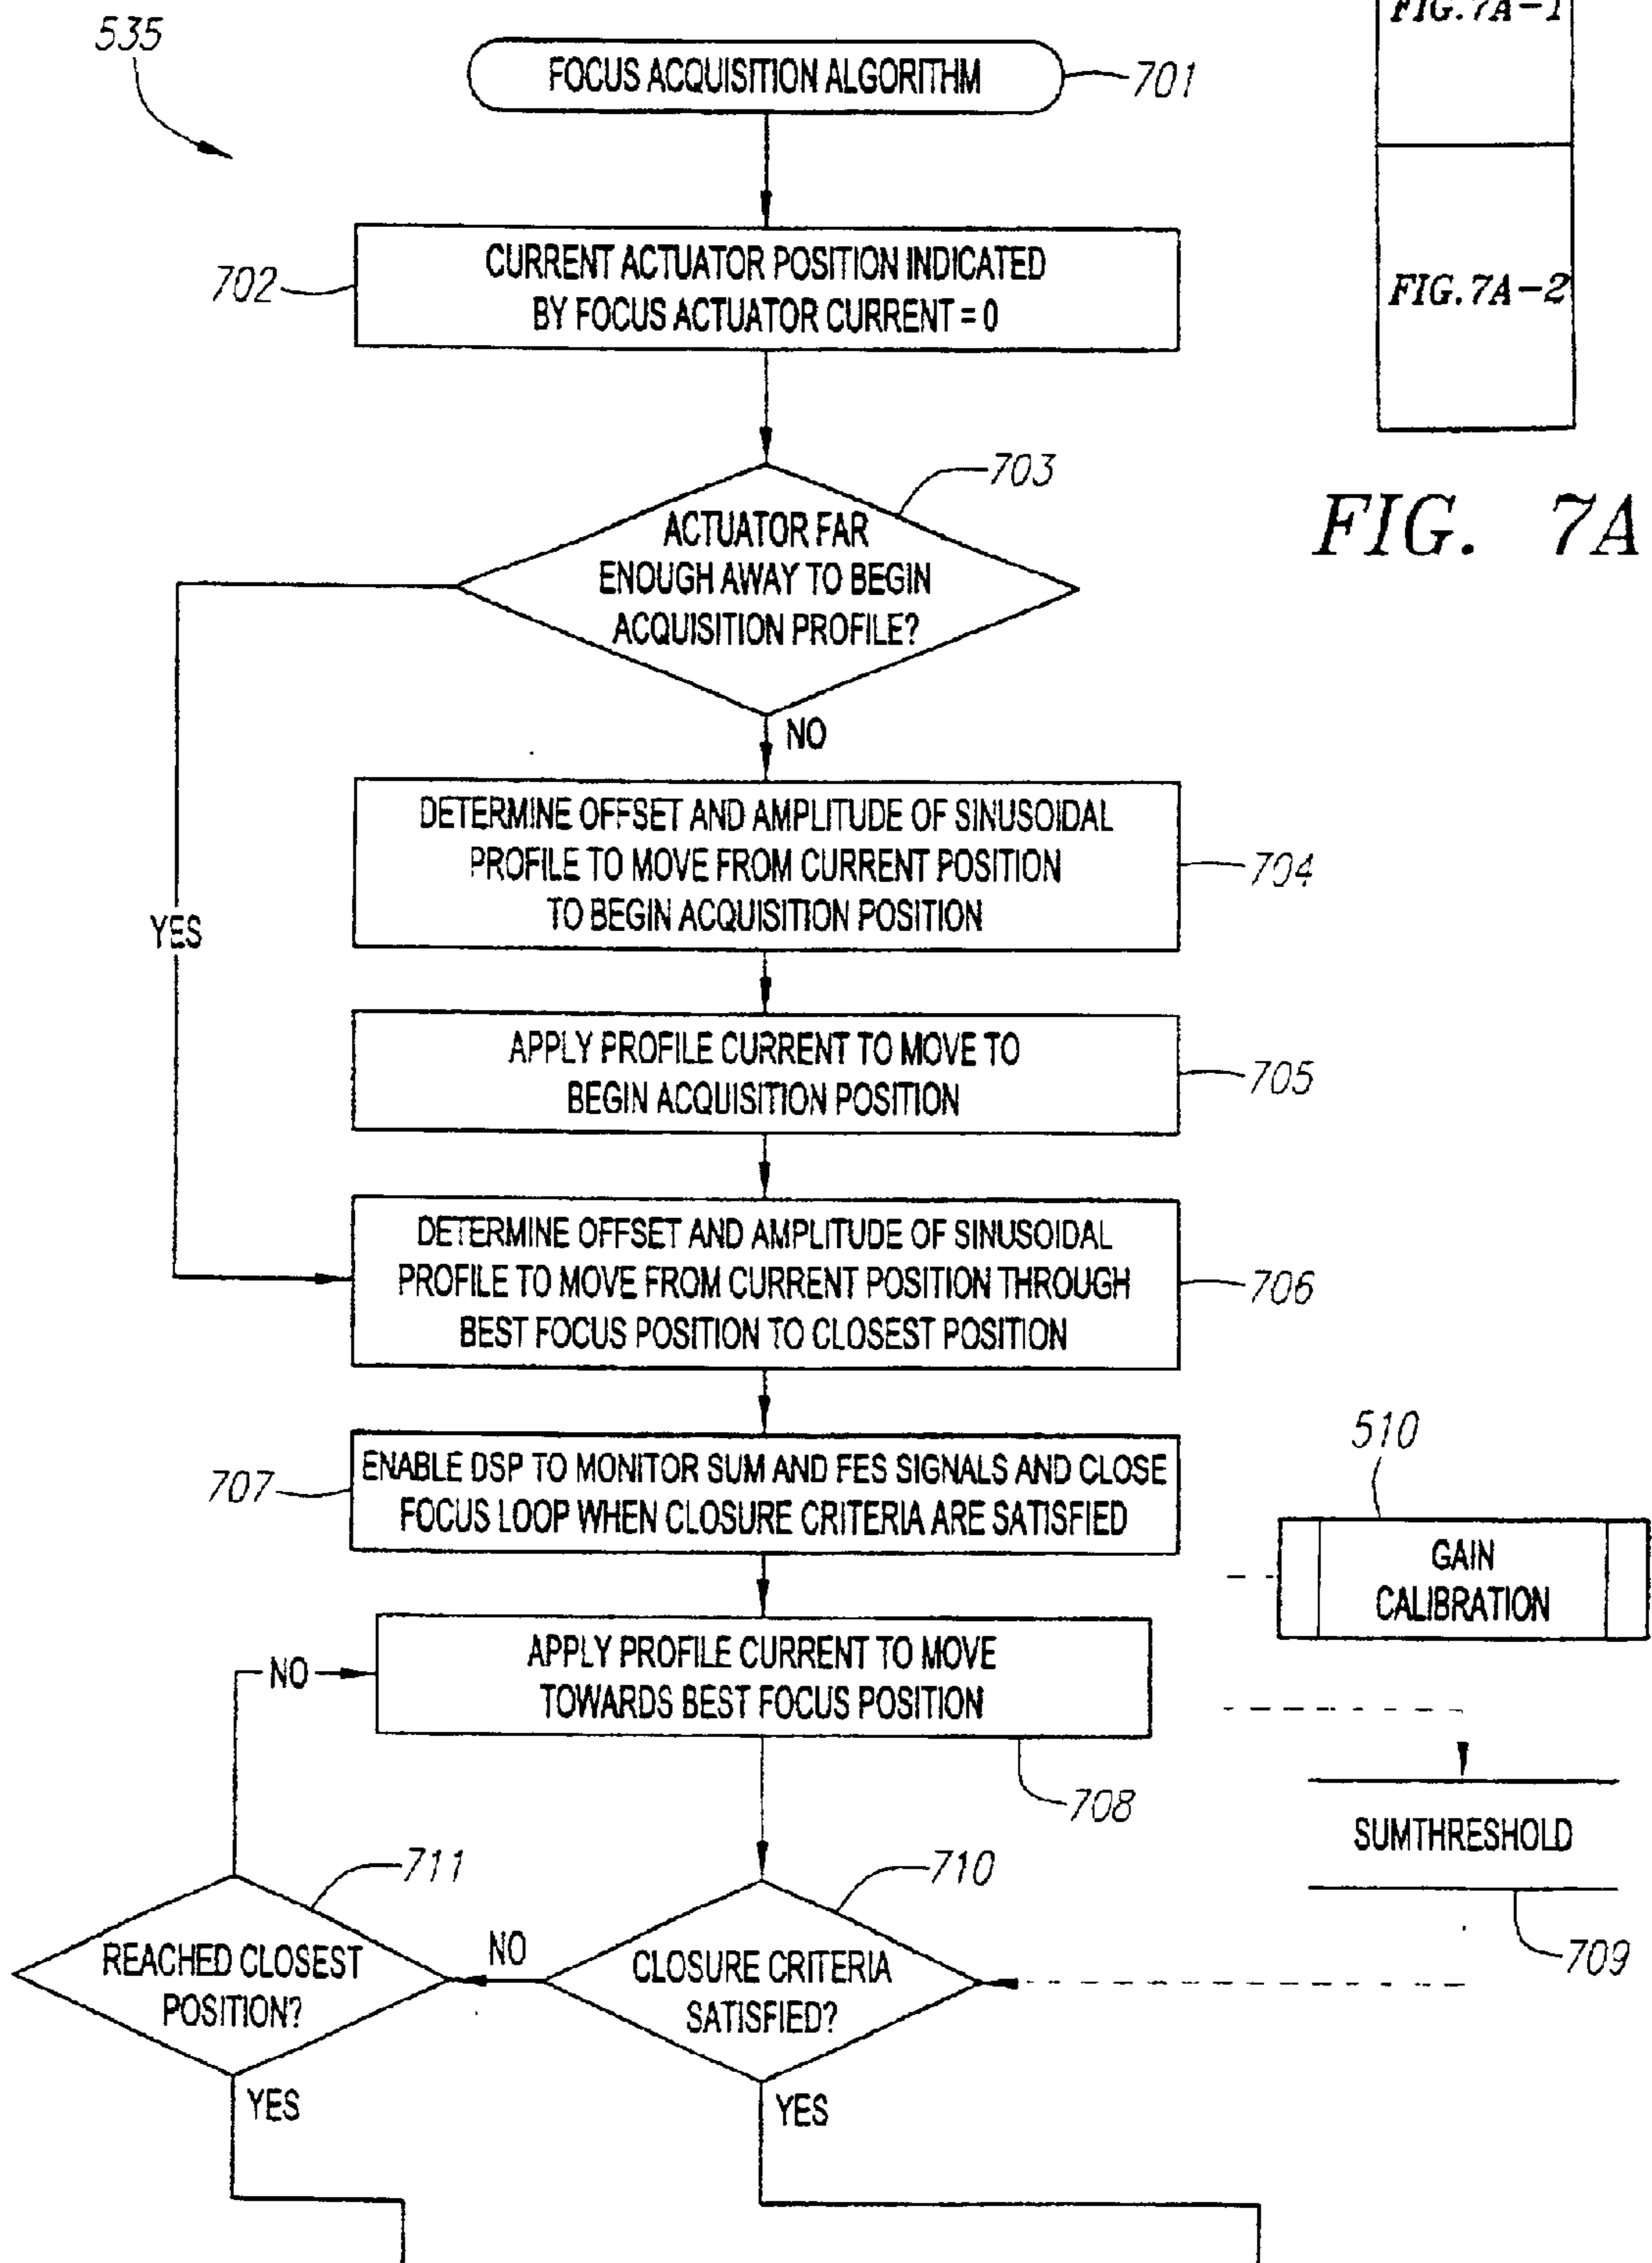 535
FIG.7A-1
FOCUS ACQUISITION ALGORITHM
701
702
CURRENT ACTUATOR POSITION INDICATED
BY FOCUS ACTUATOR CURRENT = 0
FIG.7A-2
703
FIG. 7A
ACTUATOR FAR
ENOUGH AWAY TO BEGIN
ACQUISITION PROFILE?
NO
YES
DETERMINE OFFSET AND AMPLITUDE OF SINUSOIDAL
PROFILE TO MOVE FROM CURRENT POSITION
TO BEGIN ACQUISITION POSITION
704
APPLY PROFILE CURRENT TO MOVE TO
BEGIN ACQUISITION POSITION
705
DETERMINE OFFSET AND AMPLITUDE OF SINUSOIDAL
PROFILE TO MOVE FROM CURRENT POSITION THROUGH
BEST FOCUS POSITION TO CLOSEST POSITION
706
707
ENABLE DSP TO MONITOR SUM AND FES SIGNALS AND CLOSE
FOCUS LOOP WHEN CLOSURE CRITERIA ARE SATISFIED
510
GAIN
CALIBRATION
NO
APPLY PROFILE CURRENT TO MOVE
TOWARDS BEST FOCUS POSITION
708
SUMTHRESHOLD
709
711
710
REACHED CLOSEST
POSITION?
NO
CLOSURE CRITERIA
SATISFIED?
YES
YES